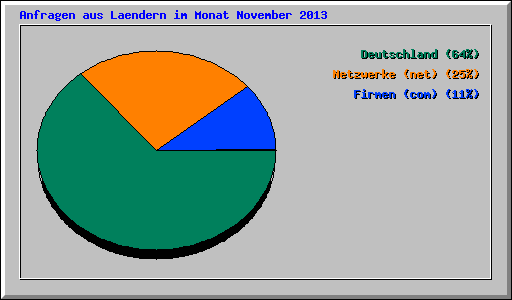 Anfragen aus Laendern im Monat November 2013
Deutschland (64%)
Netzwerke (net) (25%)
Firmen (com) (11%)